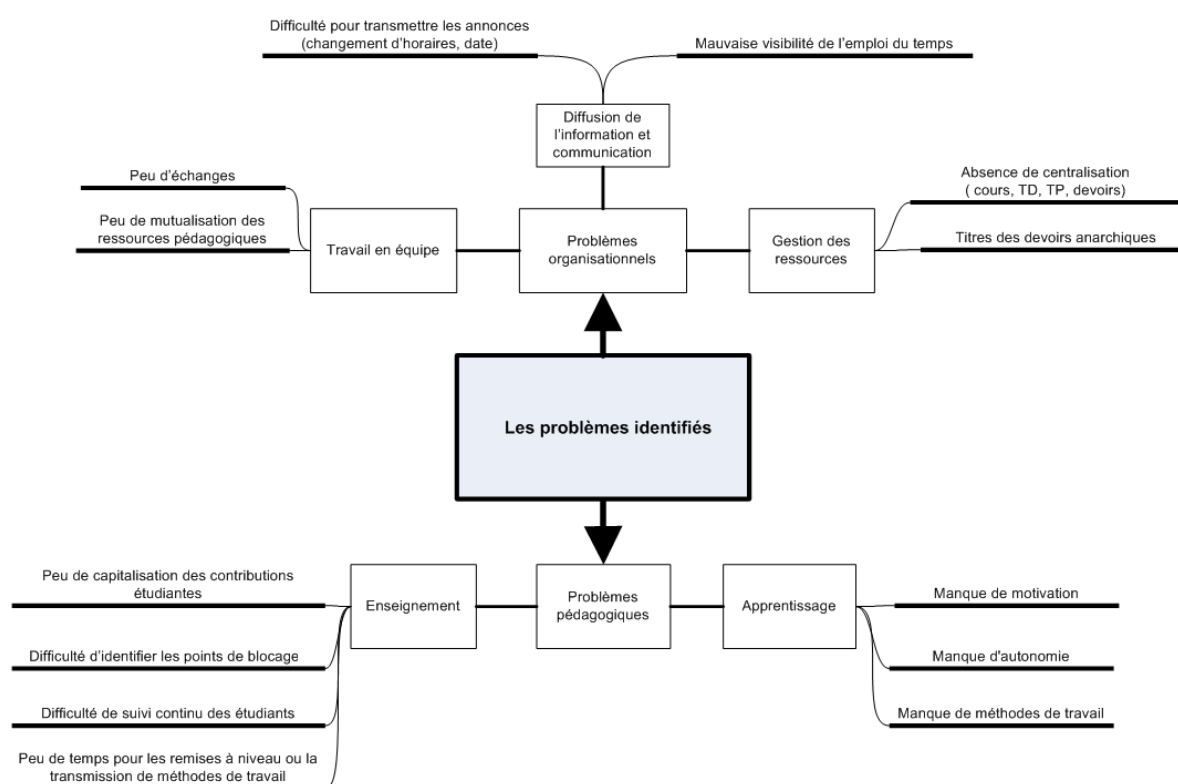 Difficulté pour transmettre les annonces
(changement d'horaires, date)
Mauvaise visibilité de l'emploi du temps
Diffusion de
l'information et
communication
Peu d'échanges
Peu de mutualisation des
ressources pédagogiques
Travail en équipe
Problèmes
organisationnels
Gestion des
ressources
Absence de centralisation
( cours, TD, TP, devoirs)
Titres des devoirs anarchiques
Les problèmes identifiés
Peu de capitalisation des contributions
étudiantes
Difficulté d'identifier les points de blocage
Difficulté de suivi continu des étudiants
Peu de temps pour les remises à niveau ou la
transmission de méthodes de travail
Enseignement
Problèmes
pédagogiques
Apprentissage
Manque de motivation
Manque d'autonomie
Manque de méthodes de travail